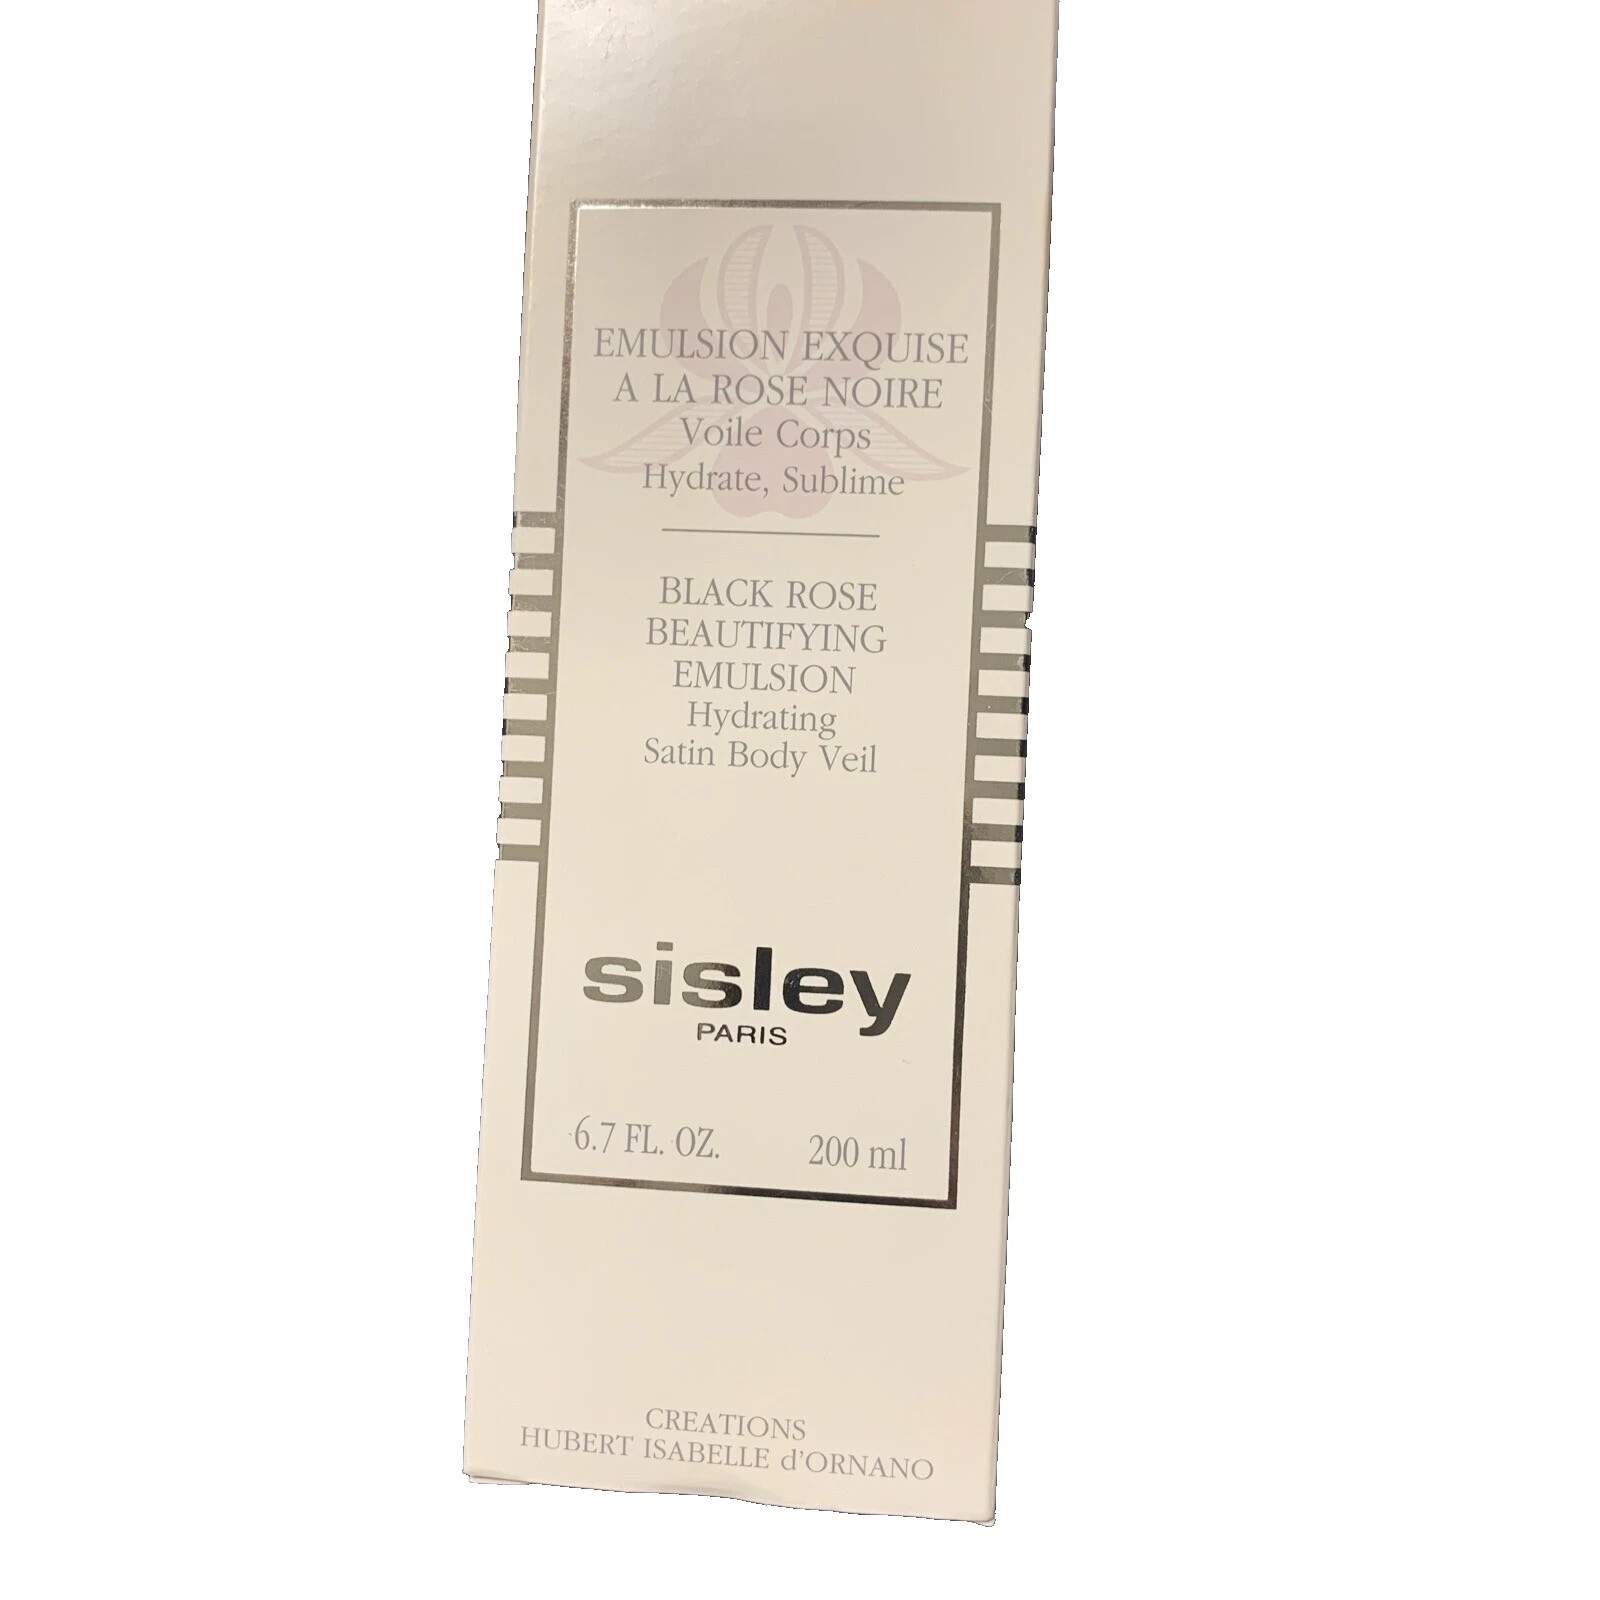 EMULSION EXQUISE
A LA ROSE NOIRE
Voile Corps
Hydrate, Sublime
BLACK ROSE
BEAUTIFYING
EMULSION
Hydrating
Satin Body Veil
sisley
PARIS
6.7 FL. OZ. 200 ml
CREATIONS
HUBERT ISABELLE d'ORNANO